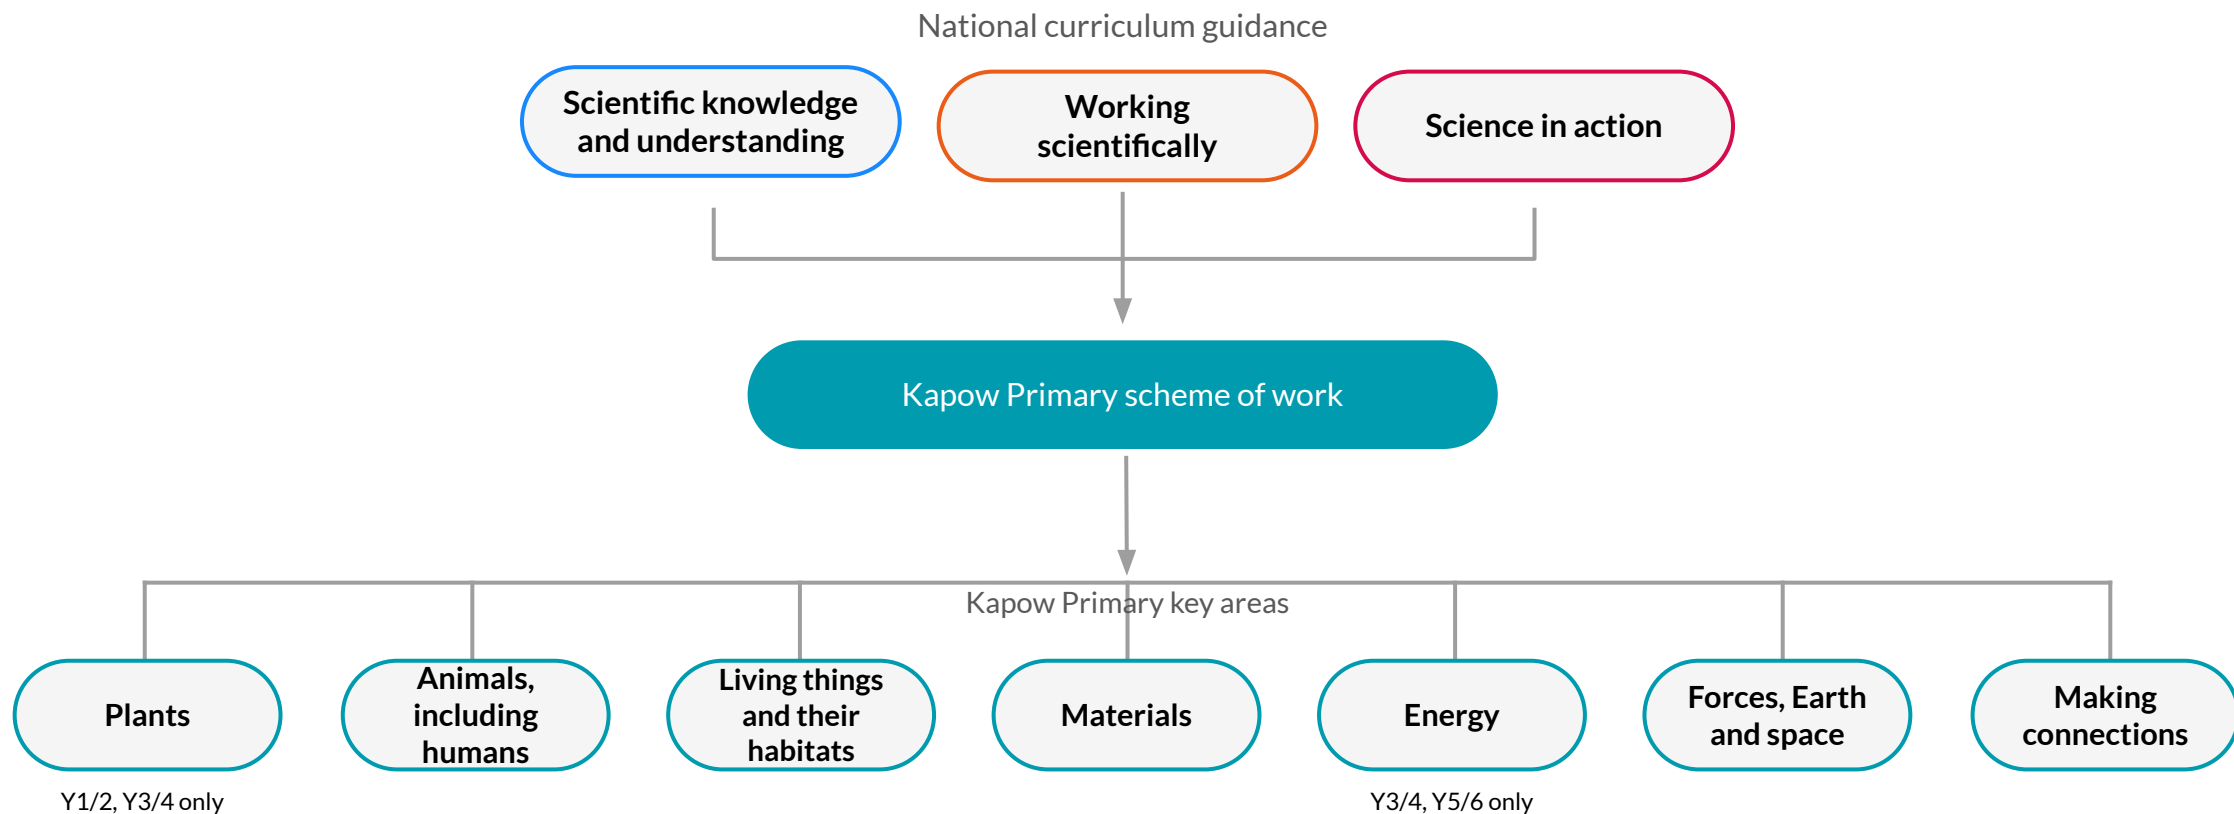 National curriculum guidance
Scientific knowledge
and understanding
Working
scientifically
Science in action
Kapow Primary scheme of work
Kapow Primary key areas
Plants
Animals,
including
humans
Living things
and their
habitats
Materials
Energy
Forces, Earth
and space
Making
connections
Y1/2, Y3/4 only
Y3/4, Y5/6 only